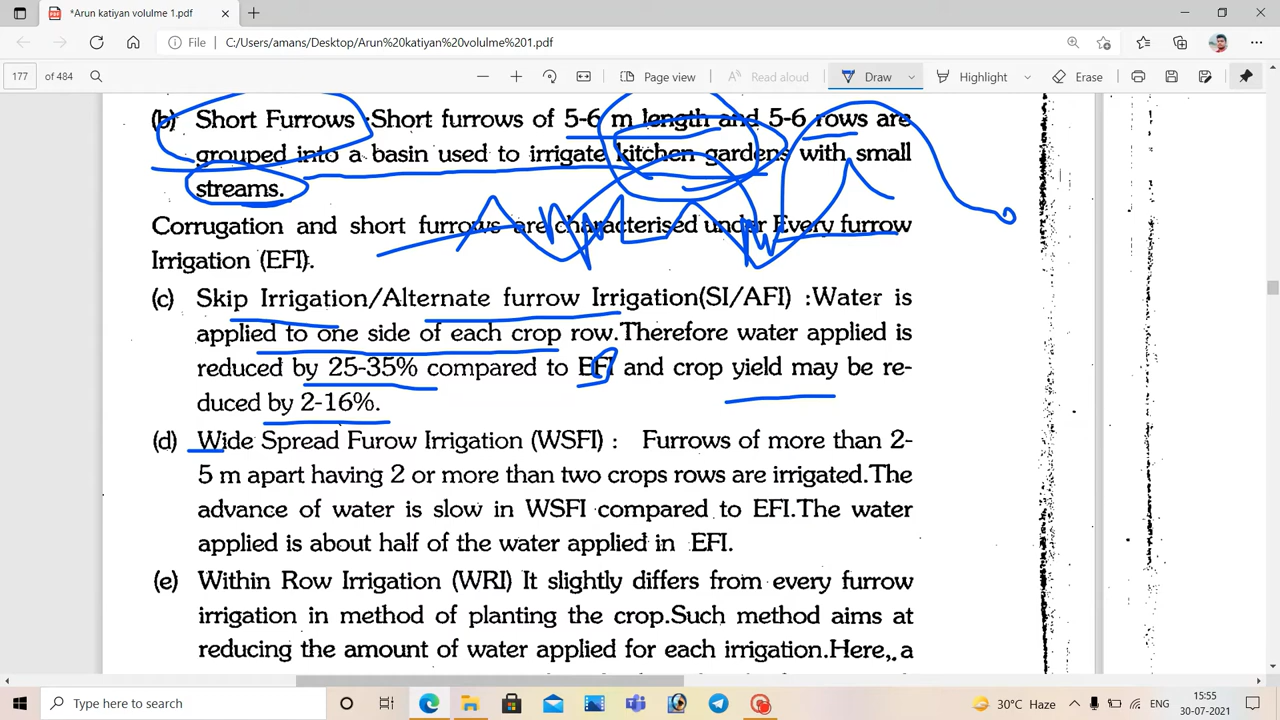 *Arun katiyan volulme 1.pdf
File C:/Users/amans/Desktop/Arun%20katiyan%20volulme%201.pdf
177 of 484 Page view Read aloud Draw Highlight Erase
(b) Short Furrows :Short furrows of 5-6 m length and 5-6 rows are
grouped into a basin used to irrigate kitchen gardens with small
streams.
Corrugation and short furrows are characterised under Every furrow
Irrigation (EFI).
(c) Skip Irrigation/Alternate furrow Irrigation(SI/AFI) :Water is
applied to one side of each crop row.Therefore water applied is
reduced by 25-35% compared to EFI and crop yield may be re-
duced by 2-16%.
(d) Wide Spread Furow Irrigation (WSFI) : Furrows of more than 2-
5 m apart having 2 or more than two crops rows are irrigated.The
advance of water is slow in WSFI compared to EFI.The water
applied is about half of the water applied in EFI.
(e) Within Row Irrigation (WRI) It slightly differs from every furrow
irrigation in method of planting the crop.Such method aims at
reducing the amount of water applied for each irrigation.Here, a
Type here to search 30°C Haze ENG 15:55
30-07-2021